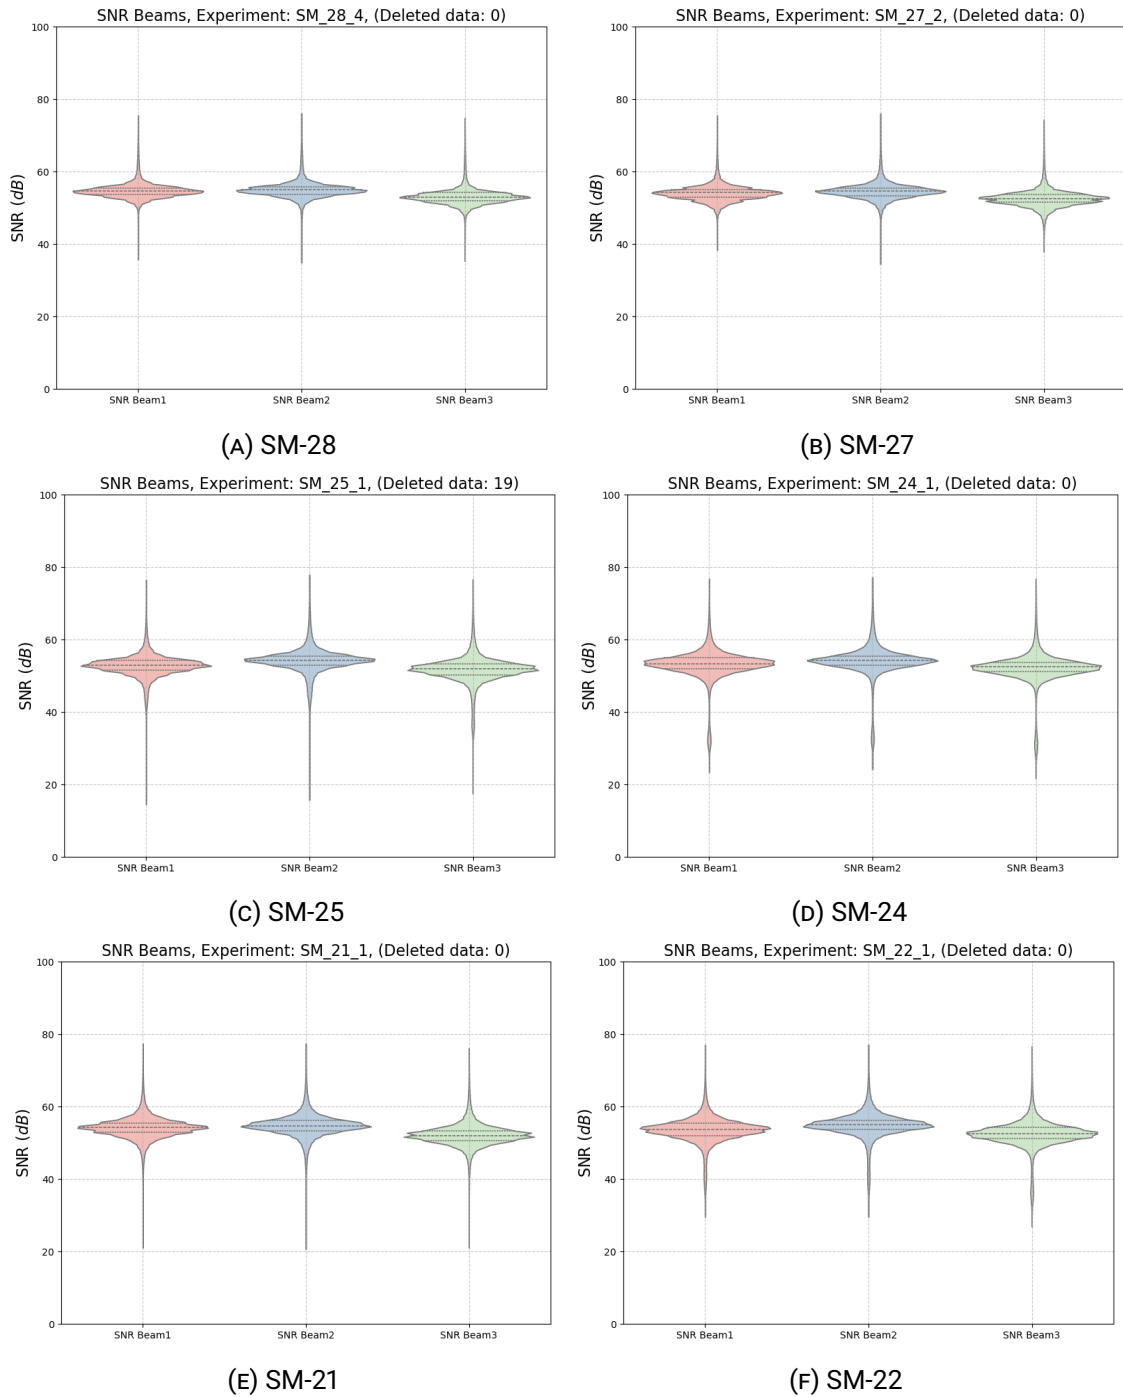 SNR Beams, Experiment: SM_28_4, (Deleted data: 0)
100
80
60
40
20
0
SNR (dB)
SNR Beam1 SNR Beam2 SNR Beam3
(A) SM-28
SNR Beams, Experiment: SM_27_2, (Deleted data: 0)
100
80
60
40
20
0
SNR (dB)
SNR Beam1 SNR Beam2 SNR Beam3
(B) SM-27
SNR Beams, Experiment: SM_25_1, (Deleted data: 19)
100
80
60
40
20
0
SNR (dB)
SNR Beam1 SNR Beam2 SNR Beam3
(C) SM-25
SNR Beams, Experiment: SM_24_1, (Deleted data: 0)
100
80
60
40
20
0
SNR (dB)
SNR Beam1 SNR Beam2 SNR Beam3
(D) SM-24
SNR Beams, Experiment: SM_21_1, (Deleted data: 0)
100
80
60
40
20
0
SNR (dB)
SNR Beam1 SNR Beam2 SNR Beam3
(E) SM-21
SNR Beams, Experiment: SM_22_1, (Deleted data: 0)
100
80
60
40
20
0
SNR (dB)
SNR Beam1 SNR Beam2 SNR Beam3
(F) SM-22